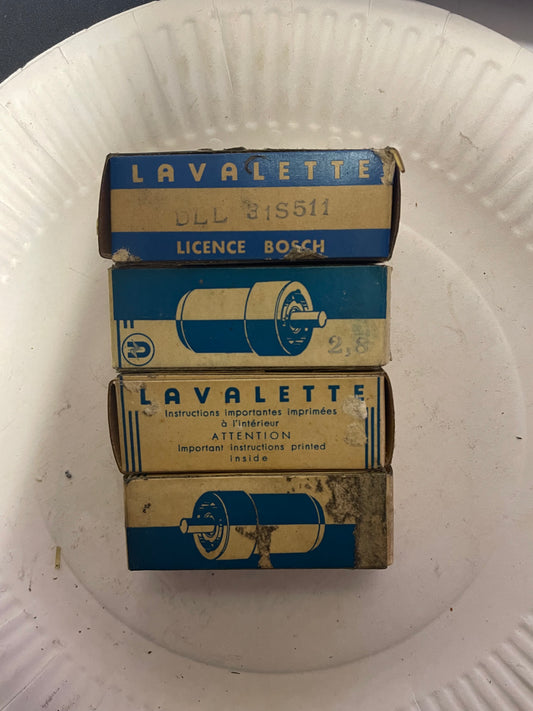 LAVALETTE
DLL 31S511
LICENCE BOSCH
2,8
LAVALETTE
Instructions importantes imprimées
à l'intérieur
ATTENTION
Important instructions printed
inside